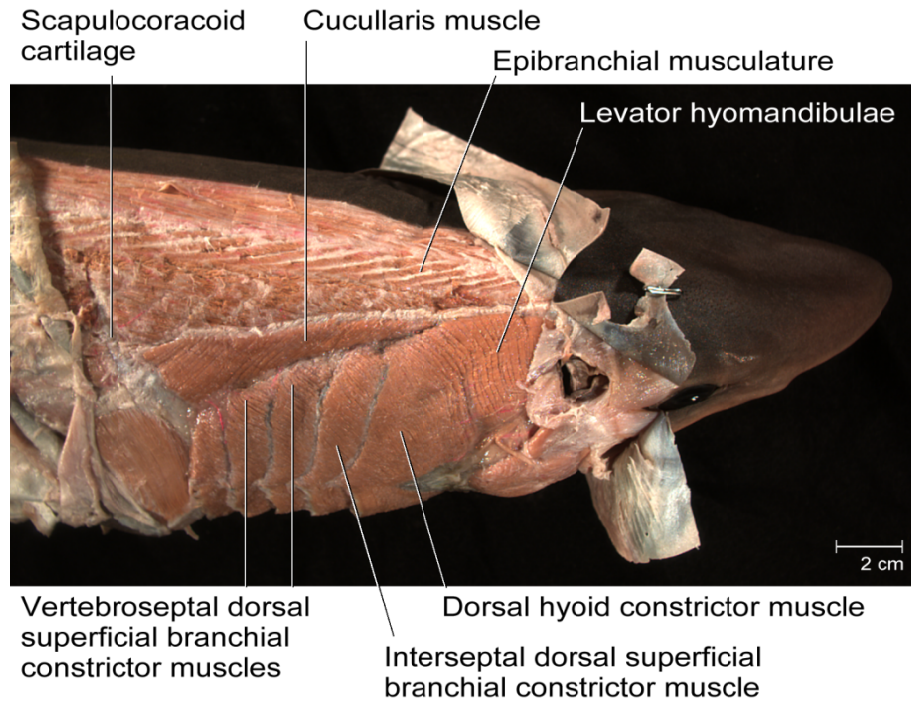 Scapulocoracoid
cartilage
Cucullaris muscle
Epibranchial musculature
Levator hyomandibulae
2 cm
Vertebroseptal dorsal
superficial branchial
constrictor muscles
Dorsal hyoid constrictor muscle
Interseptal dorsal superficial
branchial constrictor muscle